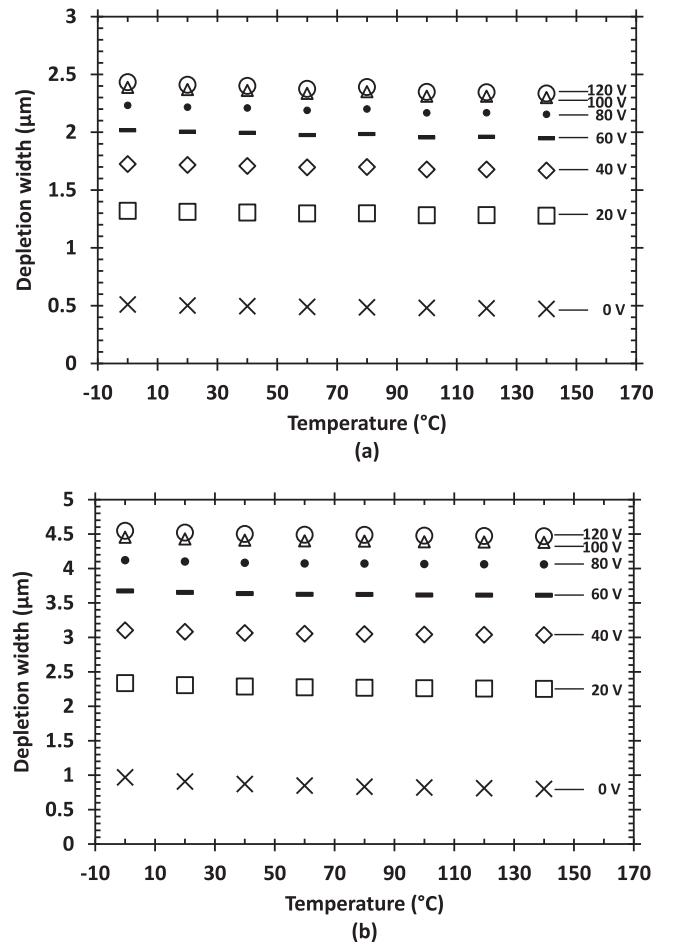 3
2.5
2
1.5
1
0.5
0
Depletion width (µm)
120 V
100 V
80 V
60 V
40 V
20 V
0 V
-10 10 30 50 70 90 110 130 150 170
Temperature (°C)
(a)
5
4.5
4
3.5
3
2.5
2
1.5
1
0.5
0
Depletion width (µm)
120 V
100 V
80 V
60 V
40 V
20 V
0 V
-10 10 30 50 70 90 110 130 150 170
Temperature (°C)
(b)